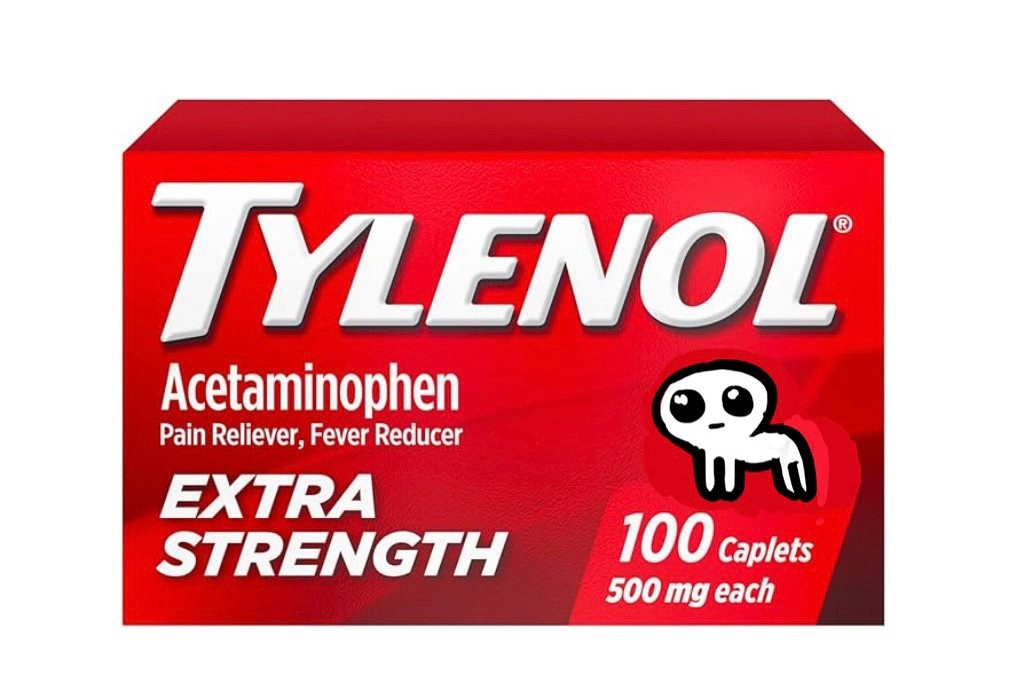 TYLENOL®
Acetaminophen
Pain Reliever, Fever Reducer
EXTRA
STRENGTH
100 Caplets
500 mg each